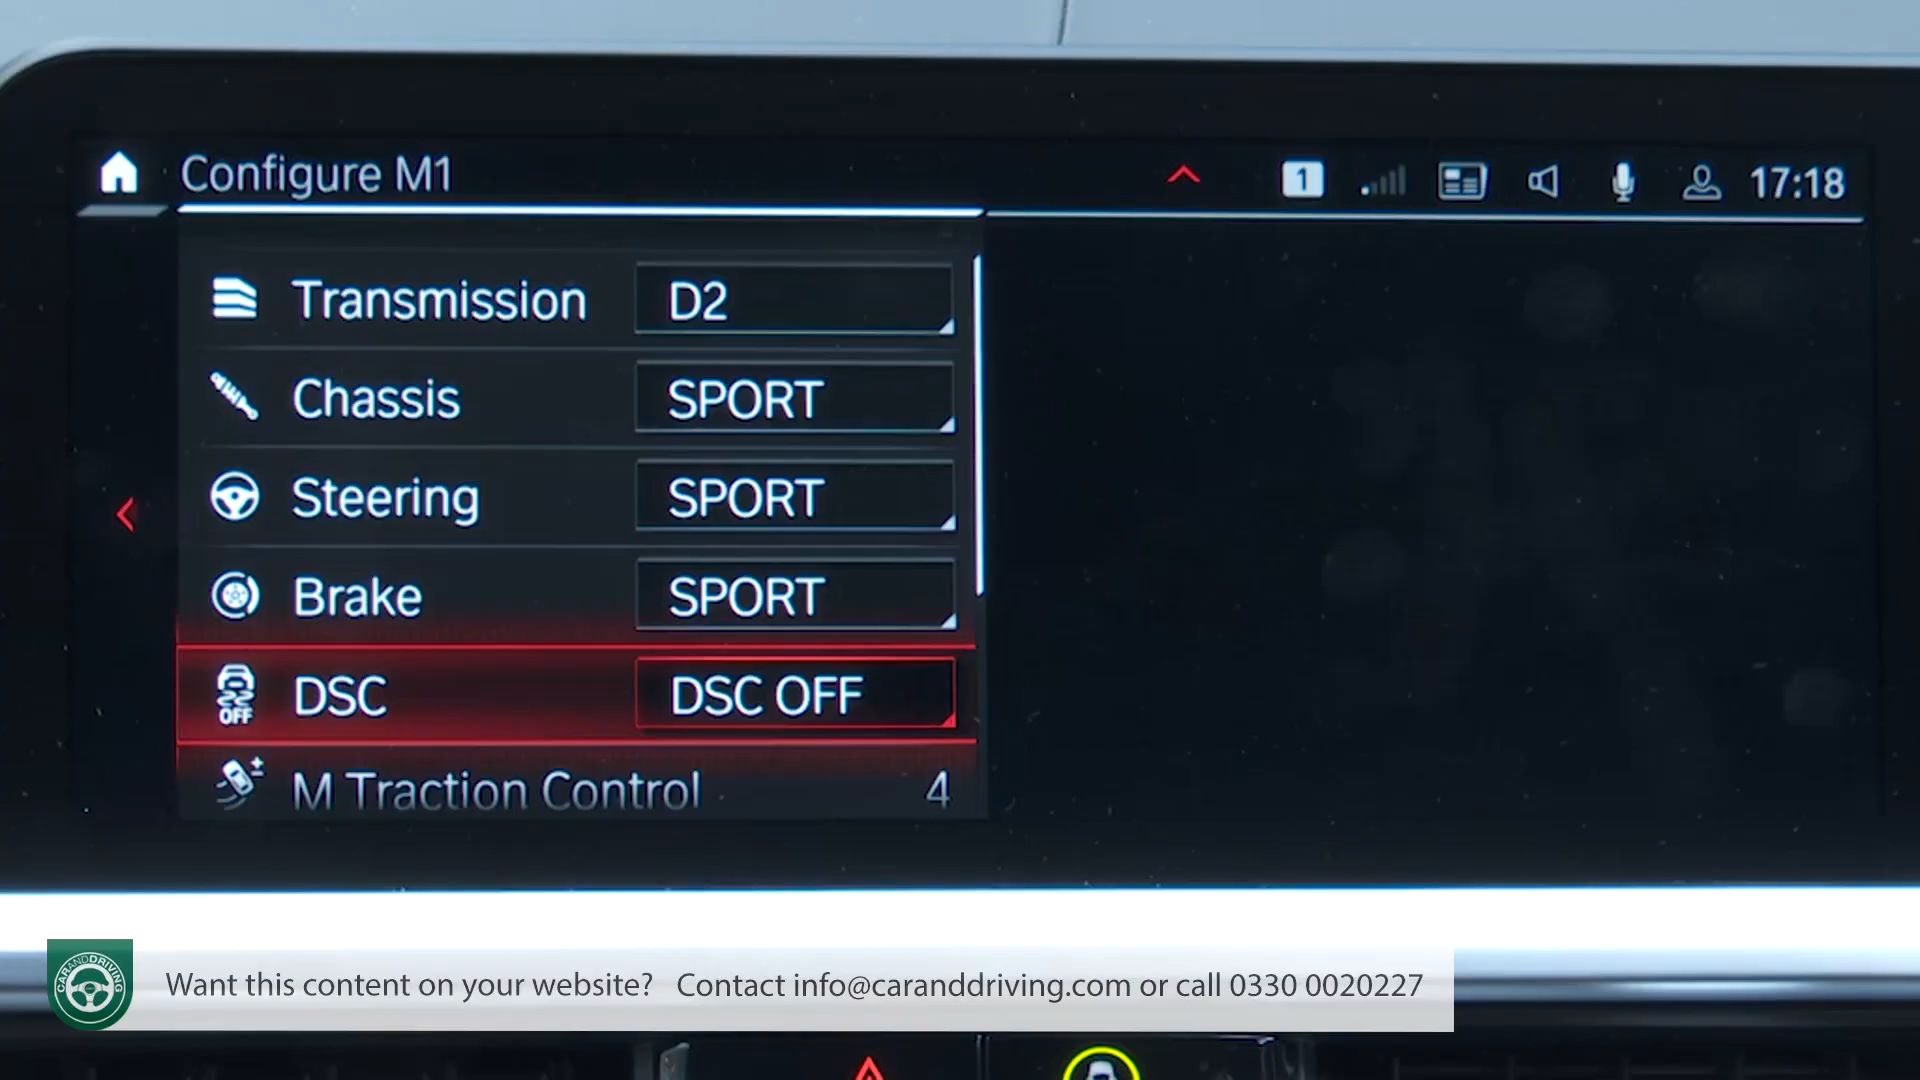 Configure M1
1
17:18
Transmission D2
Chassis SPORT
Steering SPORT
Brake SPORT
OFF DSC DSC OFF
M Traction Control 4
CARANDDRIVING
Want this content on your website? Contact info@caranddriving.com or call 0330 0020227